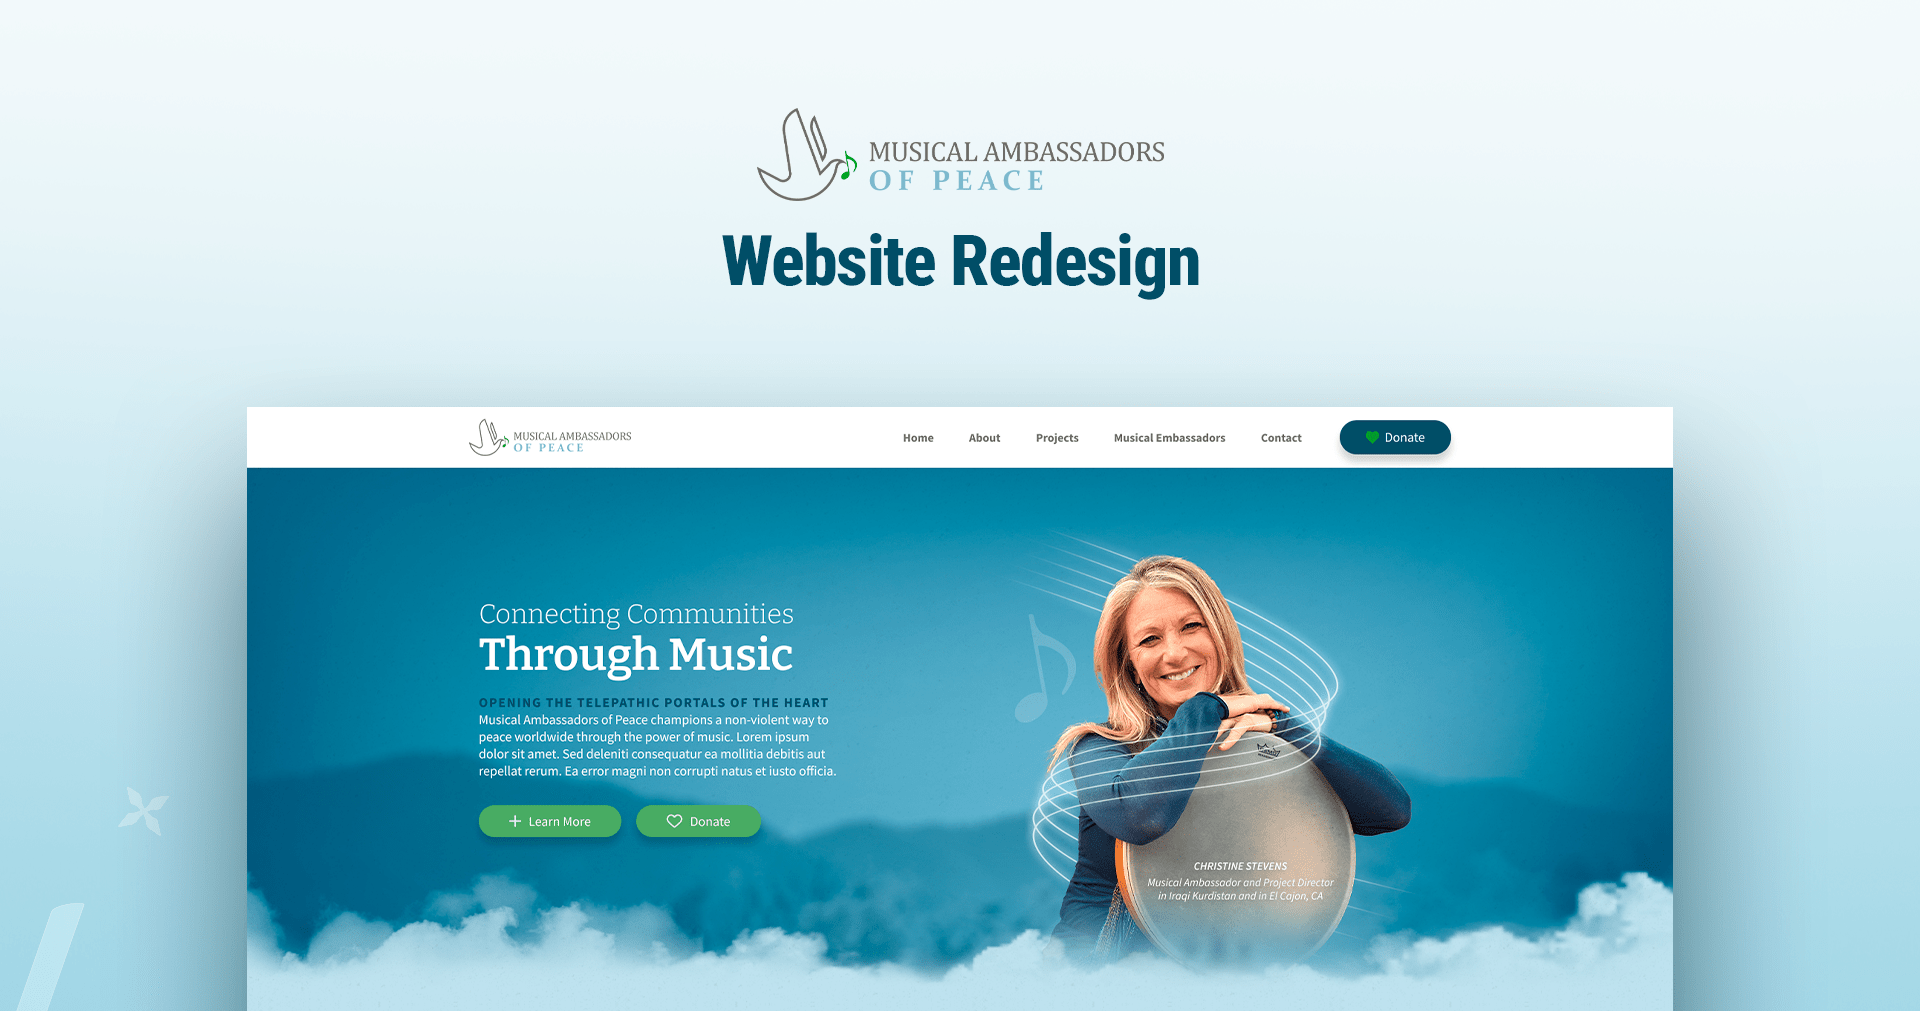 MUSICAL AMBASSADORS
OF PEACE
Website Redesign
MUSICAL AMBASSADORS
OF PEACE
Home
About
Projects
Musical Embassadors
Contact
Donate
Connecting Communities
Through Music
OPENING THE TELEPATHIC PORTALS OF THE HEART
Musical Ambassadors of Peace champions a non-violent way to
peace worldwide through the power of music. Lorem ipsum
dolor sit amet. Sed deleniti consequatur ea mollitia debitis aut
repellat rerum. Ea error magni non corrupti natus et iusto officia.
Learn More
Donate
CHRISTINE STEVENS
Musical Ambassador and Project Director
in Iraqi Kurdistan and in El Cajon, CA